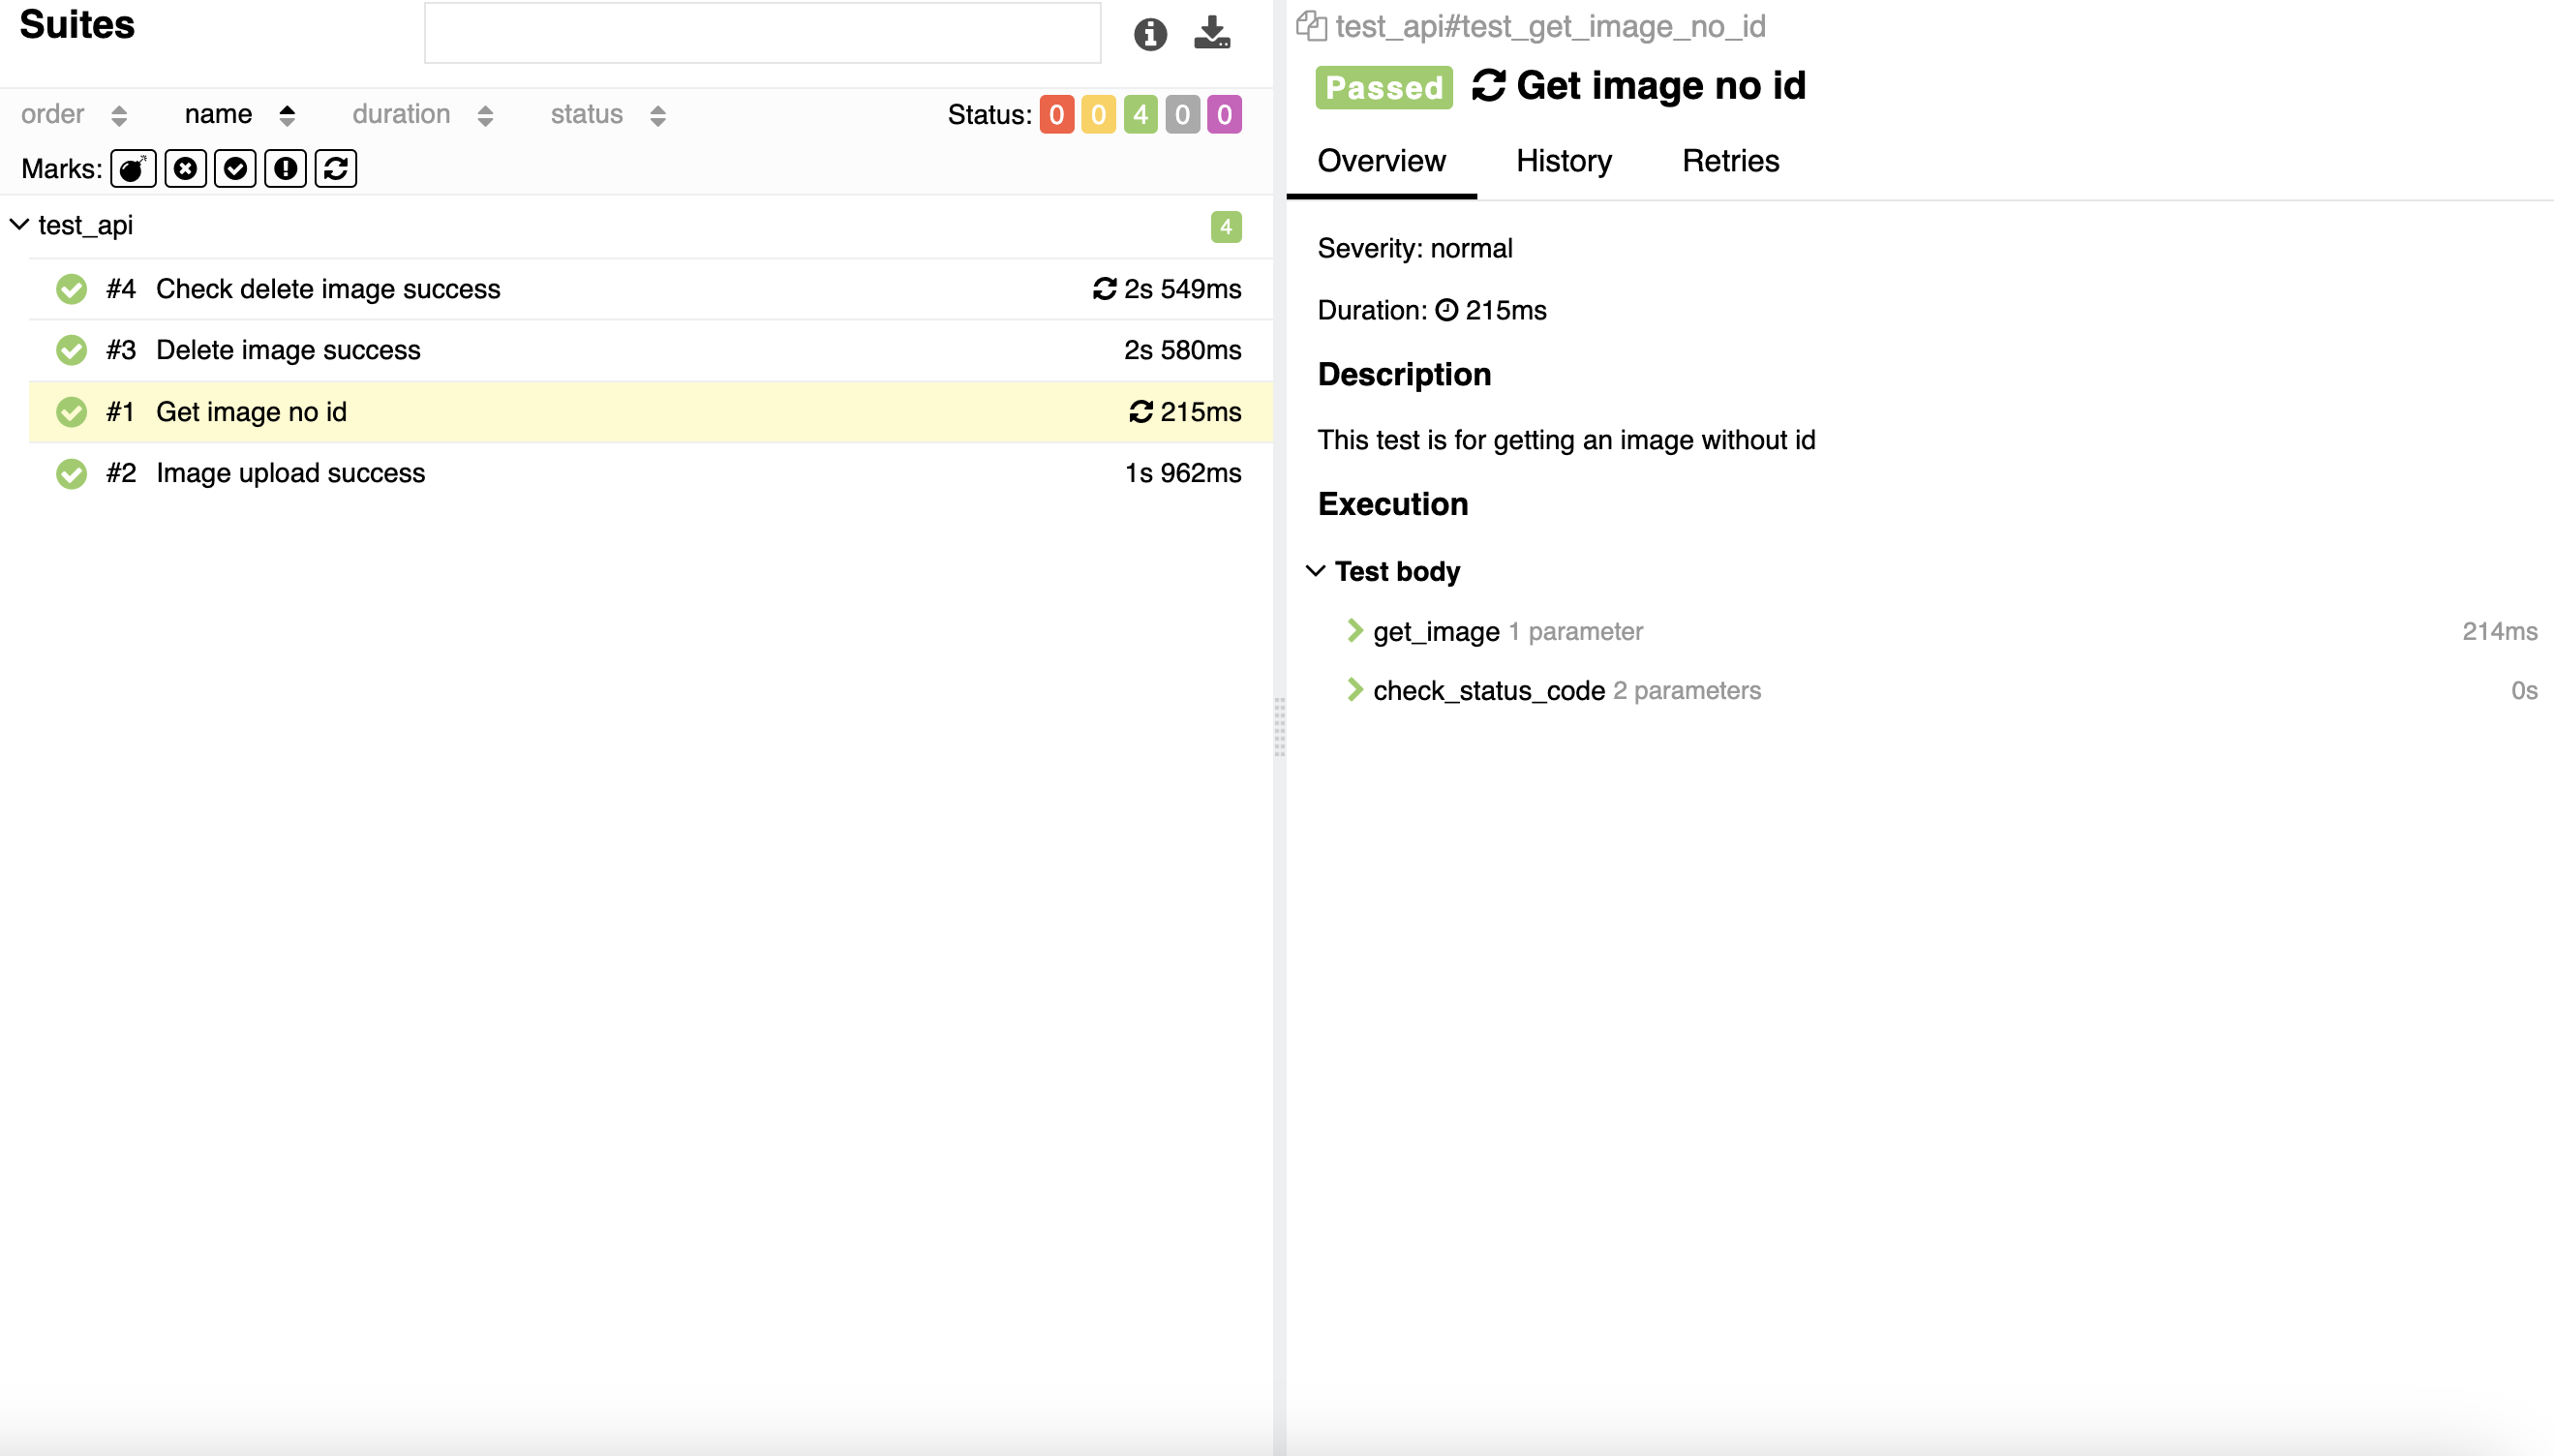 Suites
order name duration status Status: 0 0 4 0 0
Marks:
test_api 4
#4 Check delete image success 2s 549ms
#3 Delete image success 2s 580ms
#1 Get image no id 215ms
#2 Image upload success 1s 962ms
test_api#test_get_image_no_id
Passed Get image no id
Overview History Retries
Severity: normal
Duration: 215ms
Description
This test is for getting an image without id
Execution
Test body
get_image 1 parameter 214ms
check_status_code 2 parameters 0s